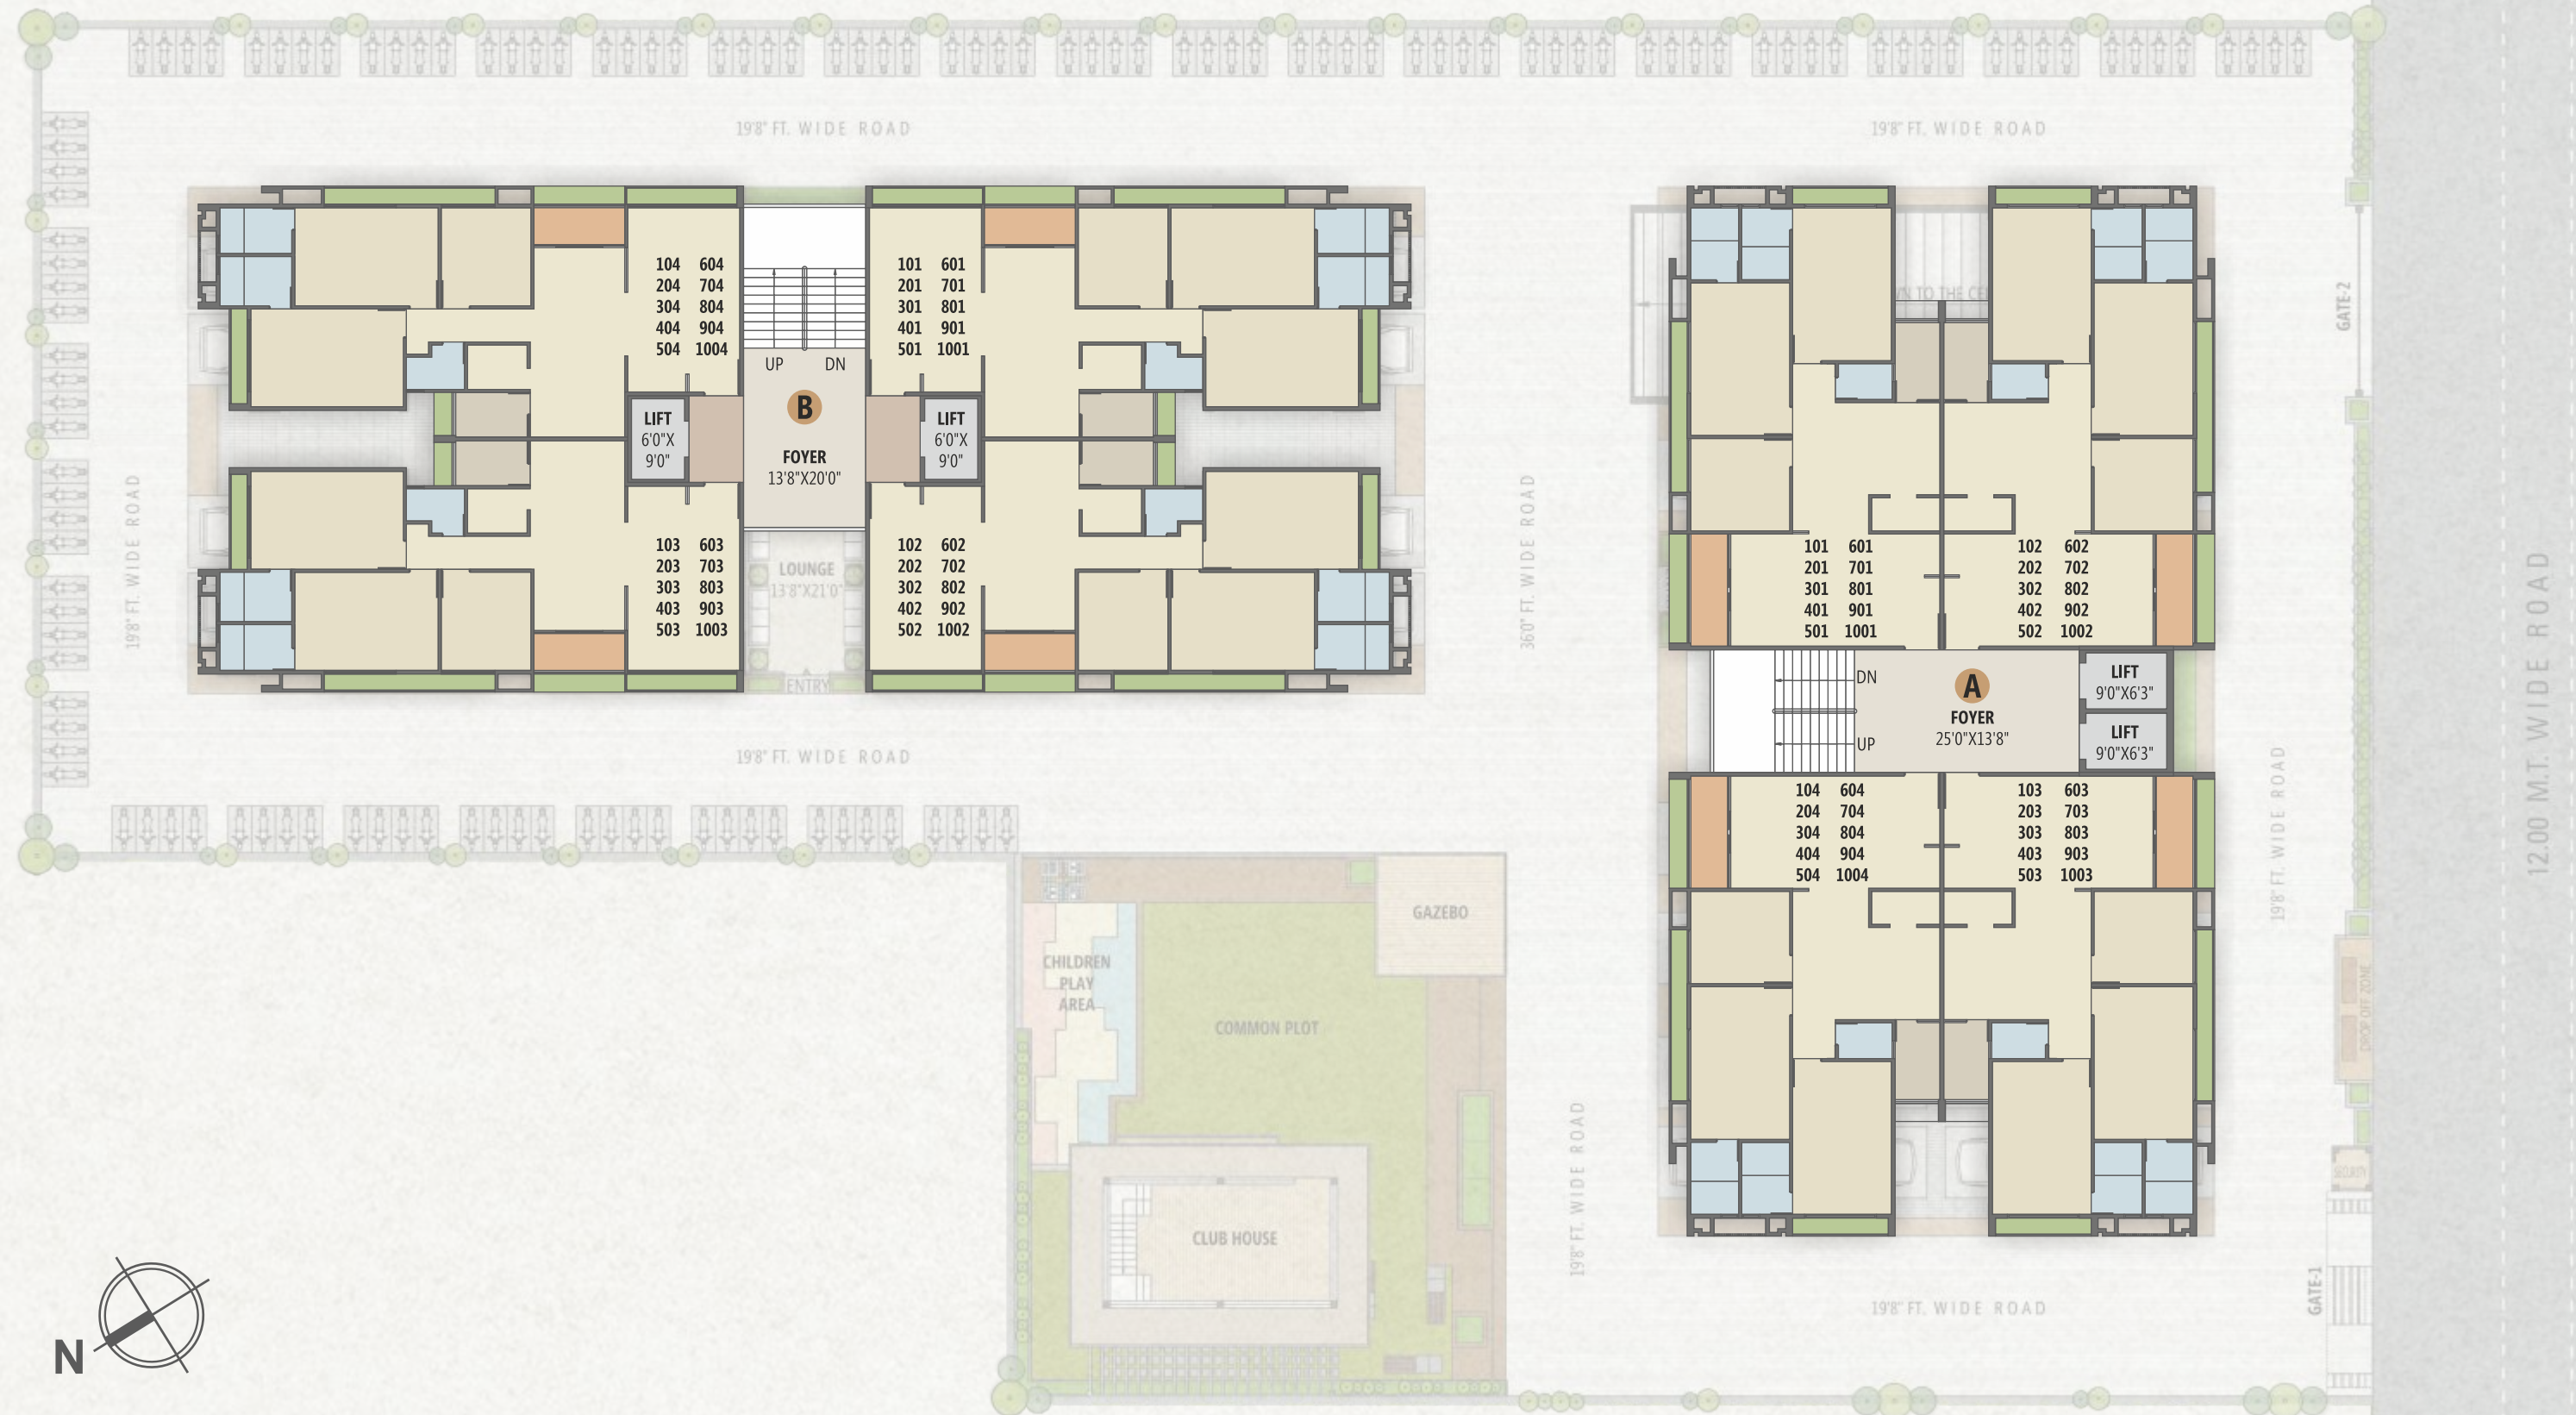 19'8" FT. WIDE ROAD
19'8" FT. WIDE ROAD
104 604
204 704
304 804
404 904
504 1004
101 601
201 701
301 801
401 901
501 1001
UP DN
B
FOYER
13'8"X20'0"
LIFT
6'0"X
9'0"
LIFT
6'0"X
9'0"
103 603
203 703
303 803
403 903
503 1003
102 602
202 702
302 802
402 902
502 1002
LOUNGE
13'8"X21'0"
ENTRY
19'8" FT. WIDE ROAD
36'0" FT. WIDE ROAD
19'8" FT. WIDE ROAD
TO THE
GATE-2
101 601
201 701
301 801
401 901
501 1001
102 602
202 702
302 802
402 902
502 1002
DN
UP
A
FOYER
25'0"X13'8"
LIFT
9'0"X6'3"
LIFT
9'0"X6'3"
104 604
204 704
304 804
404 904
504 1004
103 603
203 703
303 803
403 903
503 1003
19'8" FT. WIDE ROAD
12.00 M.T. WIDE ROAD
DROP OFF ZONE
SECURITY
GATE-1
GAZEBO
CHILDREN
PLAY
AREA
COMMON PLOT
CLUB HOUSE
19'8" FT. WIDE ROAD
19'8" FT. WIDE ROAD
N